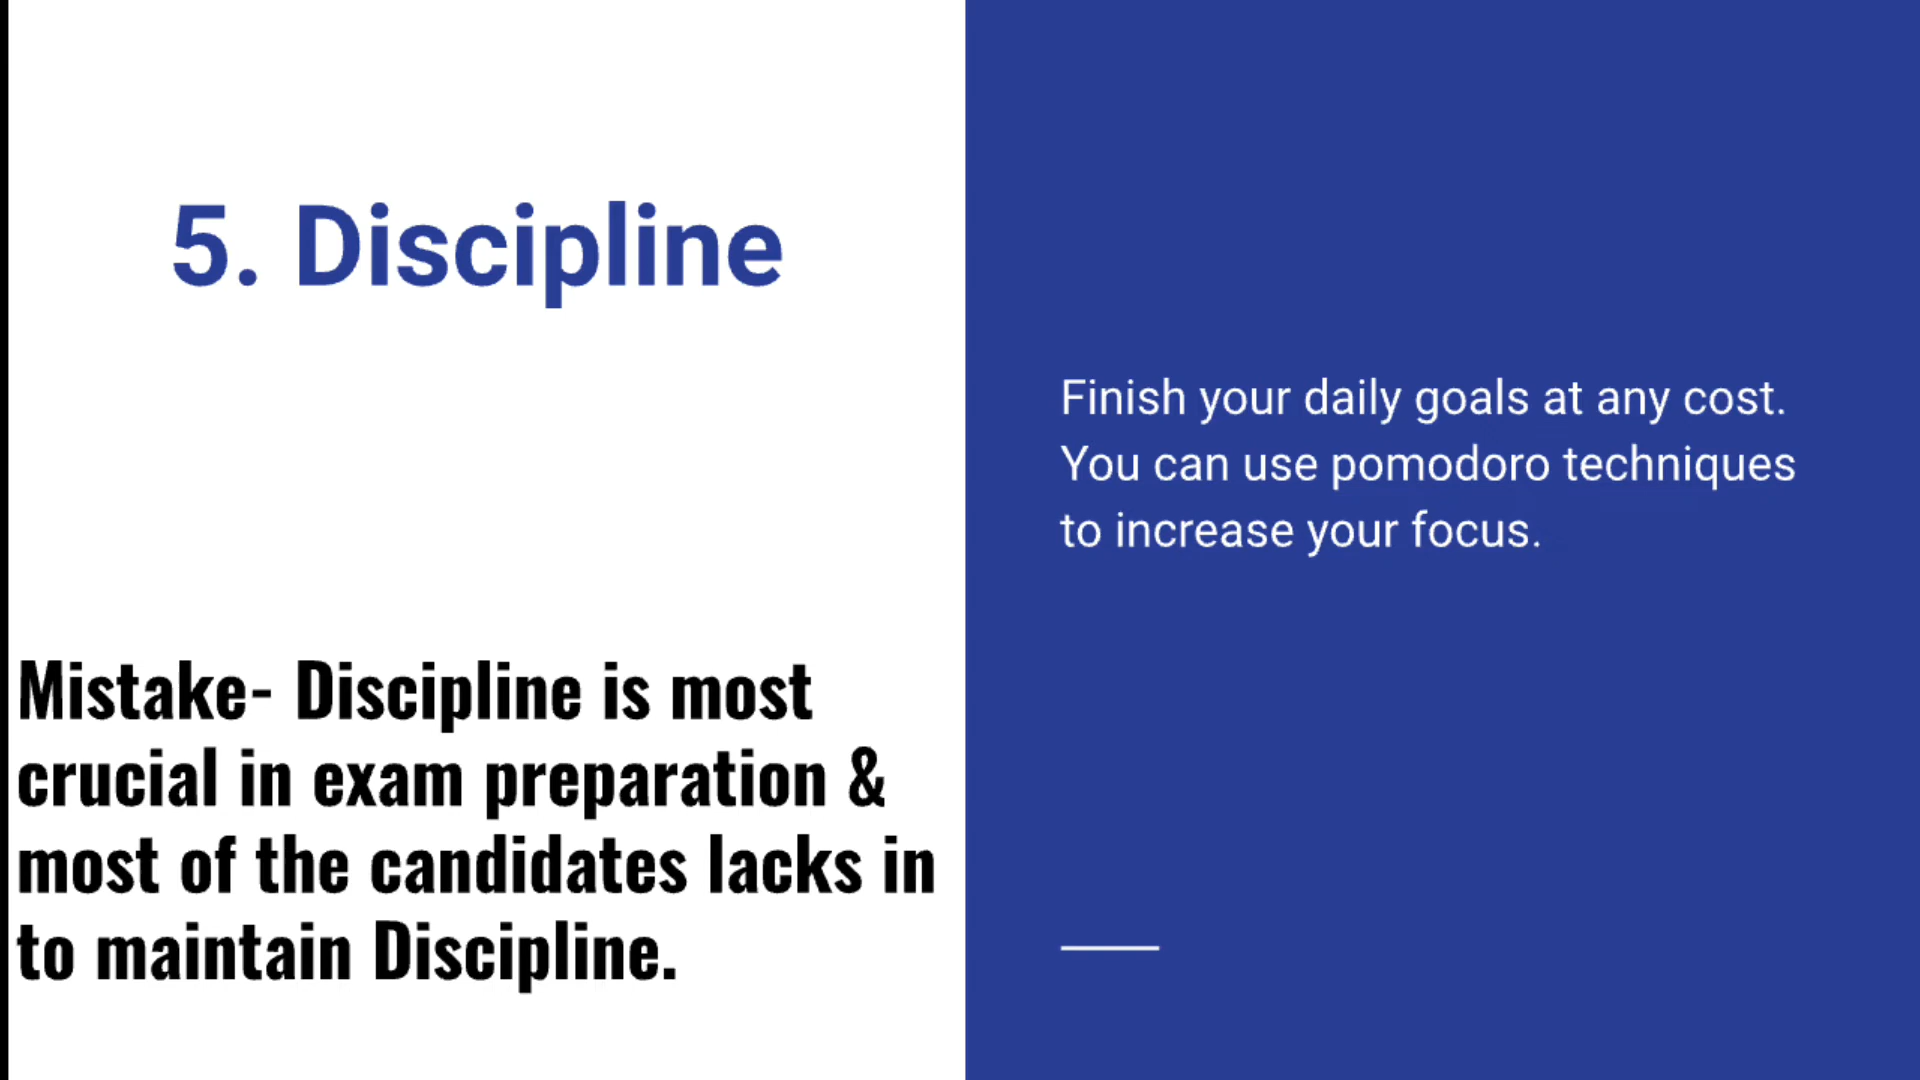 5. Discipline
Mistake- Discipline is most
crucial in exam preparation &
most of the candidates lacks in
to maintain Discipline.
Finish your daily goals at any cost.
You can use pomodoro techniques
to increase your focus.